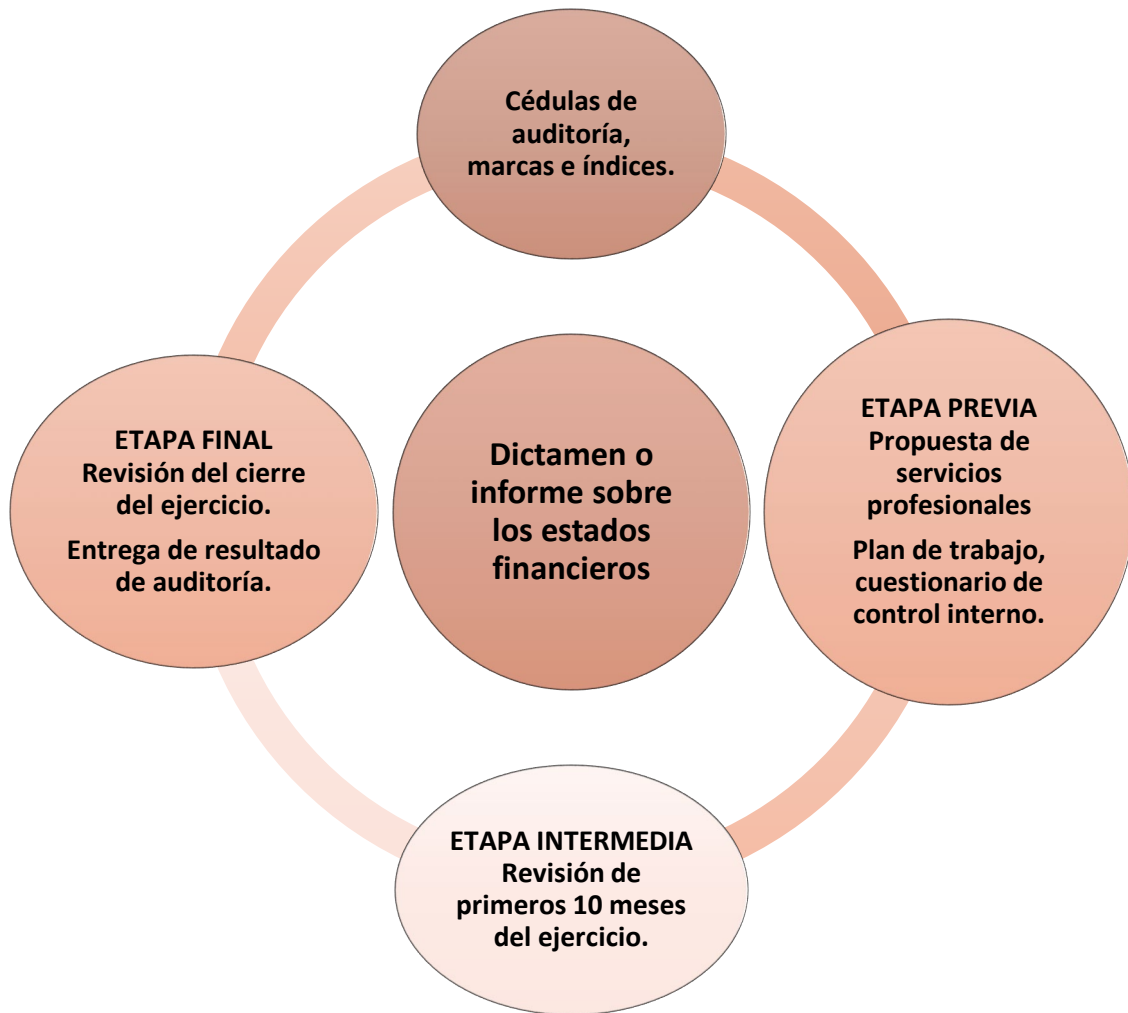 Cédulas de
auditoría,
marcas e índices.
ETAPA PREVIA
Propuesta de
servicios
profesionales
Plan de trabajo,
cuestionario de
control interno.
ETAPA INTERMEDIA
Revisión de
primeros 10 meses
del ejercicio.
ETAPA FINAL
Revisión del cierre
del ejercicio.
Entrega de resultado
de auditoría.
Dictamen o
informe sobre
los estados
financieros